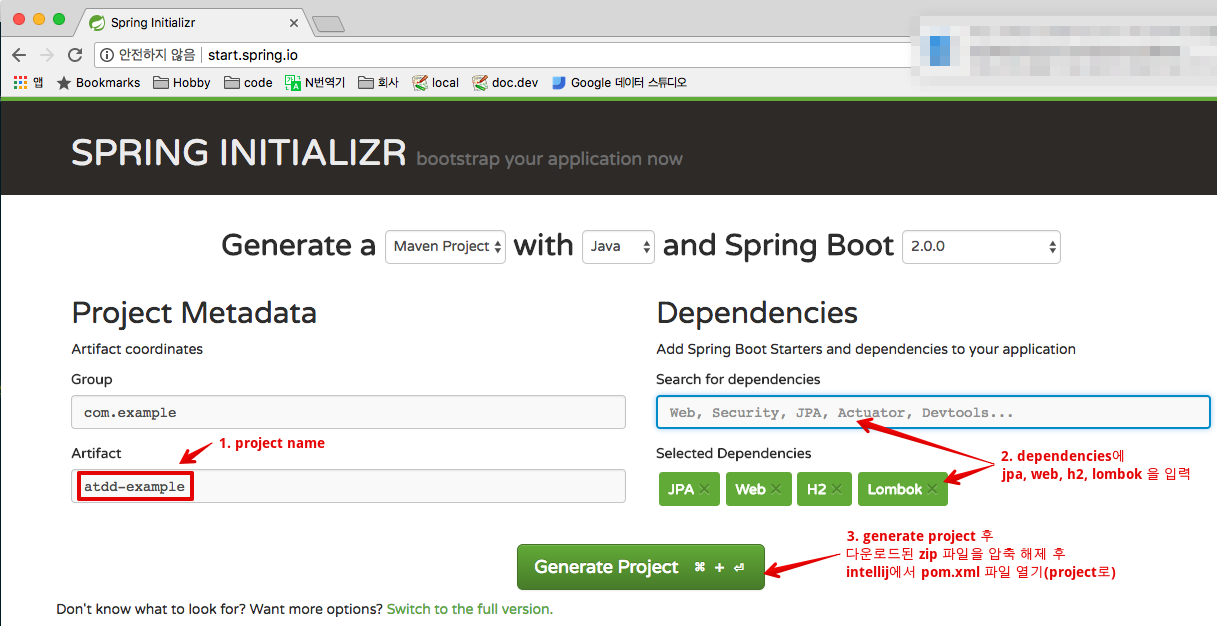 Spring Initializr
안전하지 않음 start.spring.io
앱 Bookmarks Hobby code N번역기 회사 local doc.dev Google 데이터 스튜디오
SPRING INITIALIZR bootstrap your application now
Generate a Maven Project with Java and Spring Boot 2.0.0
Project Metadata
Artifact coordinates
Group
com.example
Artifact
1. project name
atdd-example
Dependencies
Add Spring Boot Starters and dependencies to your application
Search for dependencies
Web, Security, JPA, Actuator, Devtools...
Selected Dependencies
2. dependencies에
jpa, web, h2, lombok 을 입력
JPA Web H2 Lombok
Generate Project ⌘ + ⏎
3. generate project 후
다운로드된 zip 파일을 압축 해제 후
intellij에서 pom.xml 파일 열기(project로)
Don't know what to look for? Want more options? Switch to the full version.